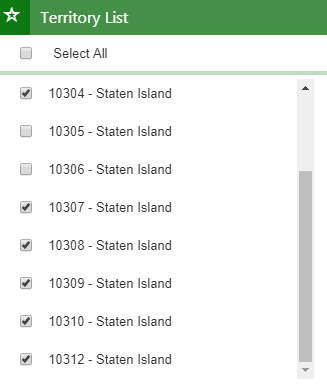 Territory List
Select All
10304 - Staten Island
10305 - Staten Island
10306 - Staten Island
10307 - Staten Island
10308 - Staten Island
10309 - Staten Island
10310 - Staten Island
10312 - Staten Island